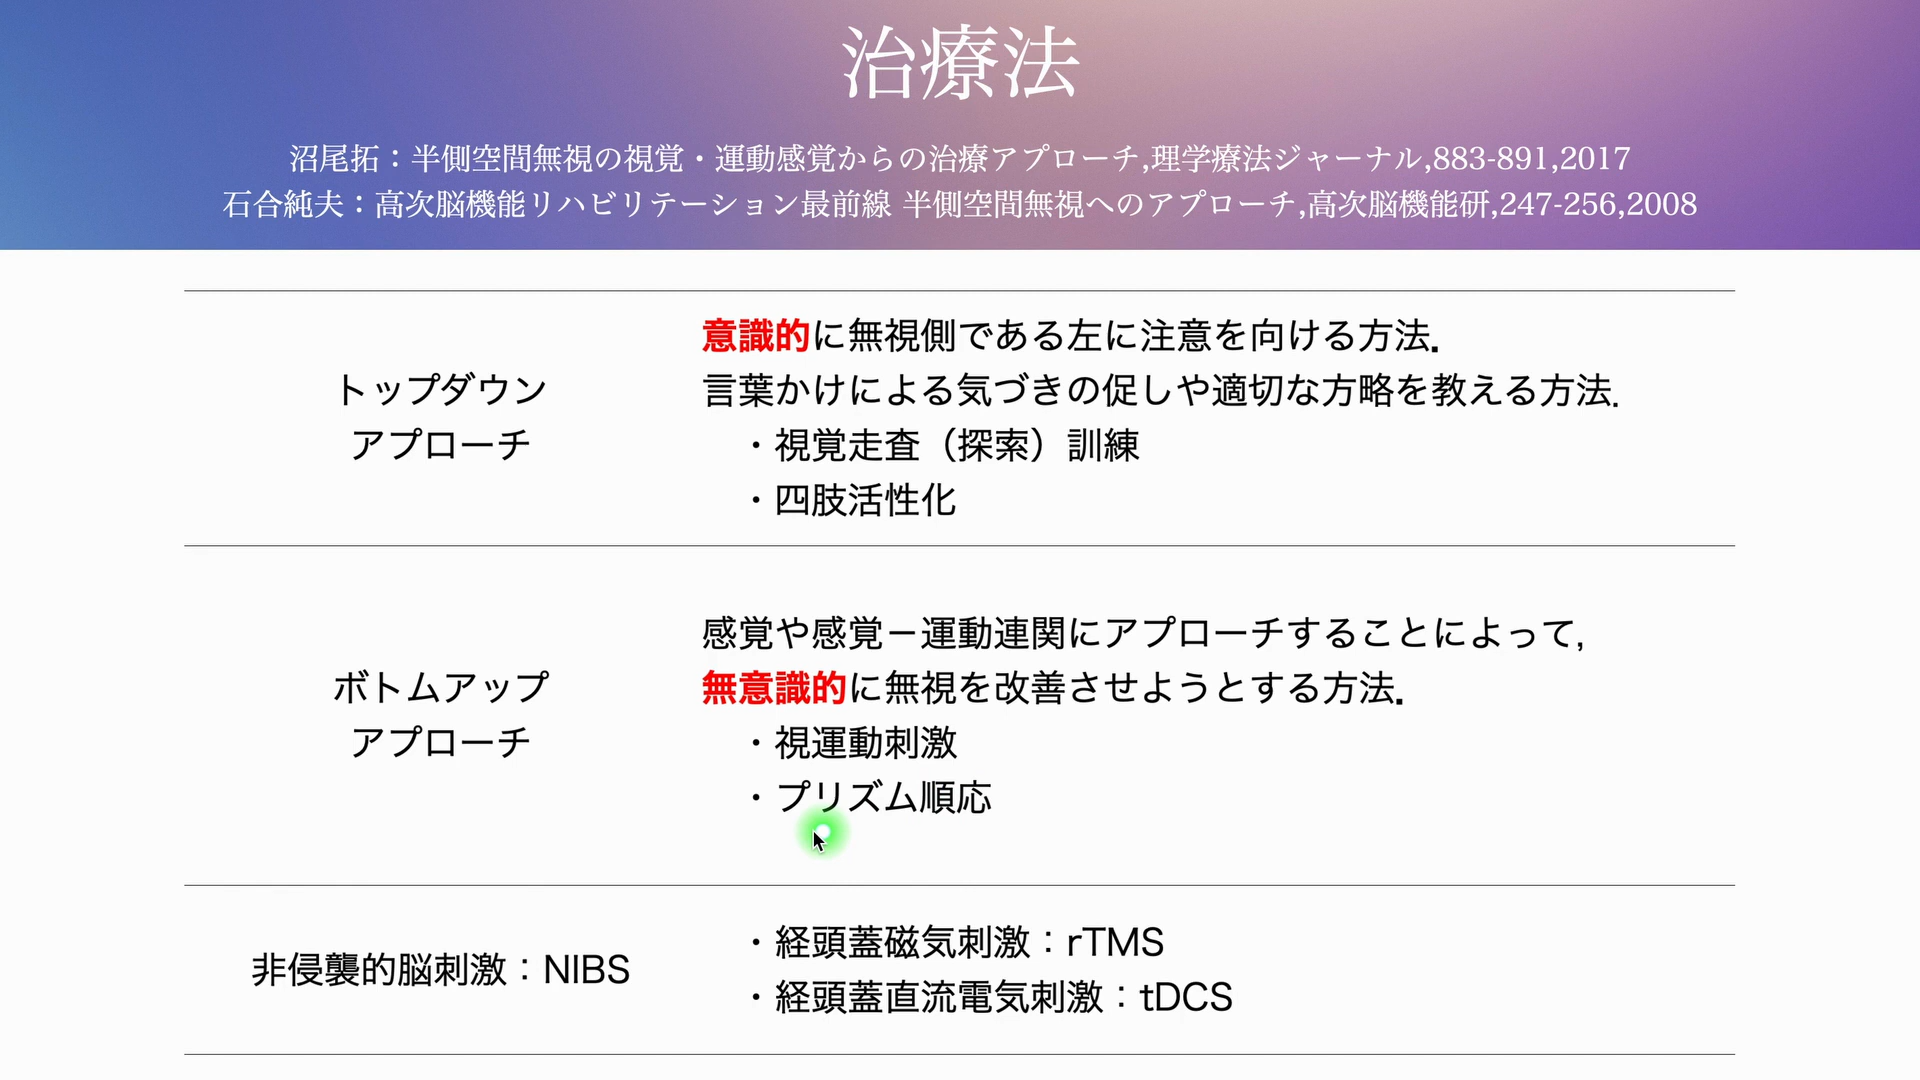 治療法
沼尾拓：半側空間無視の視覚・運動感覚からの治療アプローチ,理学療法ジャーナル,883-891,2017
石合純夫：高次脳機能リハビリテーション最前線 半側空間無視へのアプローチ,高次脳機能研,247-256,2008
トップダウン
アプローチ
意識的に無視側である左に注意を向ける方法．
言葉かけによる気づきの促しや適切な方略を教える方法．
・視覚走査（探索）訓練
・四肢活性化
ボトムアップ
アプローチ
感覚や感覚－運動連関にアプローチすることによって，
無意識的に無視を改善させようとする方法．
・視運動刺激
・プリズム順応
非侵襲的脳刺激：NIBS
・経頭蓋磁気刺激：rTMS
・経頭蓋直流電気刺激：tDCS